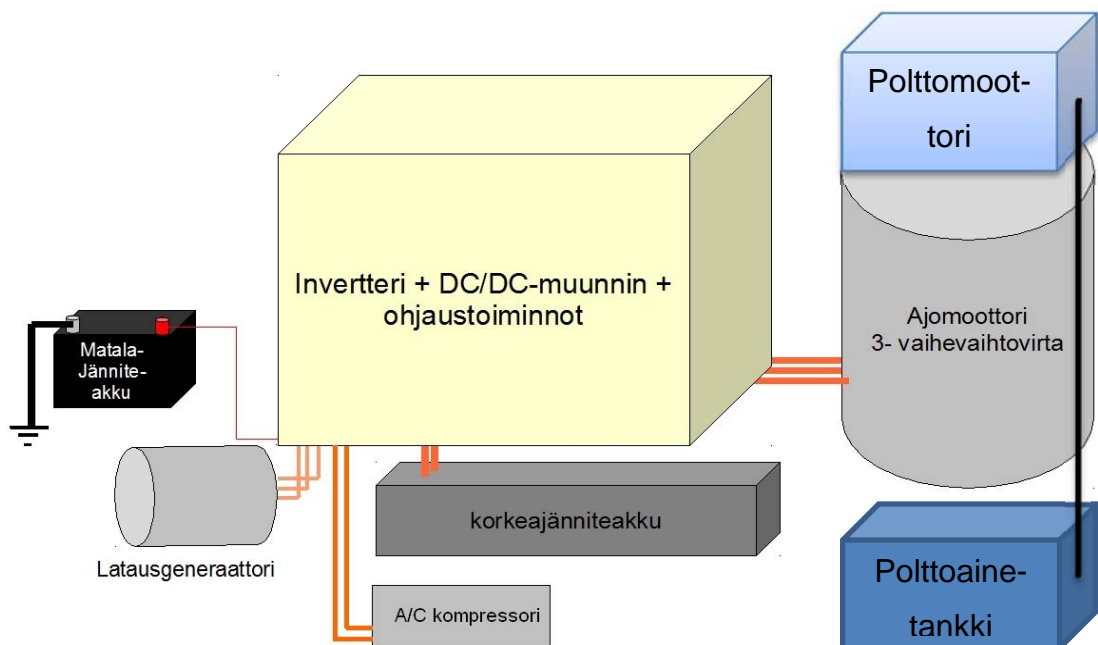 Polttomoot-
tori
Invertteri + DC/DC-muunnin +
ohjaustoiminnot
Ajomoottori
3- vaihevaihtovirta
Matala-
Jännite-
akku
korkeajänniteakku
Latausgeneraattori
A/C kompressori
Polttoaine-
tankki